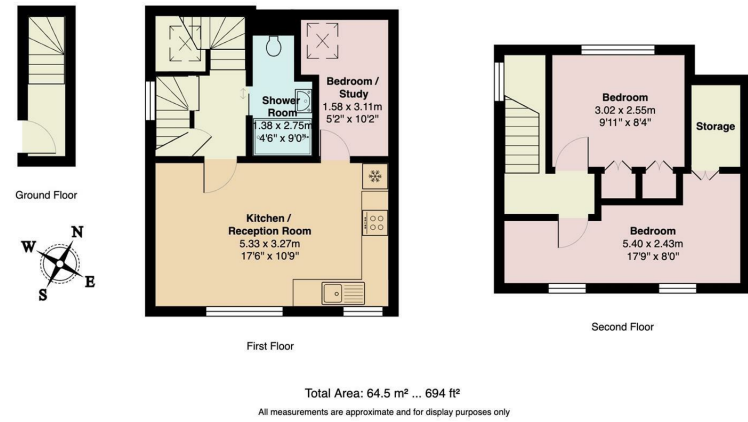 Ground Floor
N
W
E
S
Shower
Room
1.38 x 2.75m
4'6" x 9'0"
Bedroom /
Study
1.58 x 3.11m
5'2" x 10'2"
Kitchen /
Reception Room
5.33 x 3.27m
17'6" x 10'9"
First Floor
Bedroom
3.02 x 2.55m
9'11" x 8'4"
Storage
Bedroom
5.40 x 2.43m
17'9" x 8'0"
Second Floor
Total Area: 64.5 m² ... 694 ft²
All measurements are approximate and for display purposes only